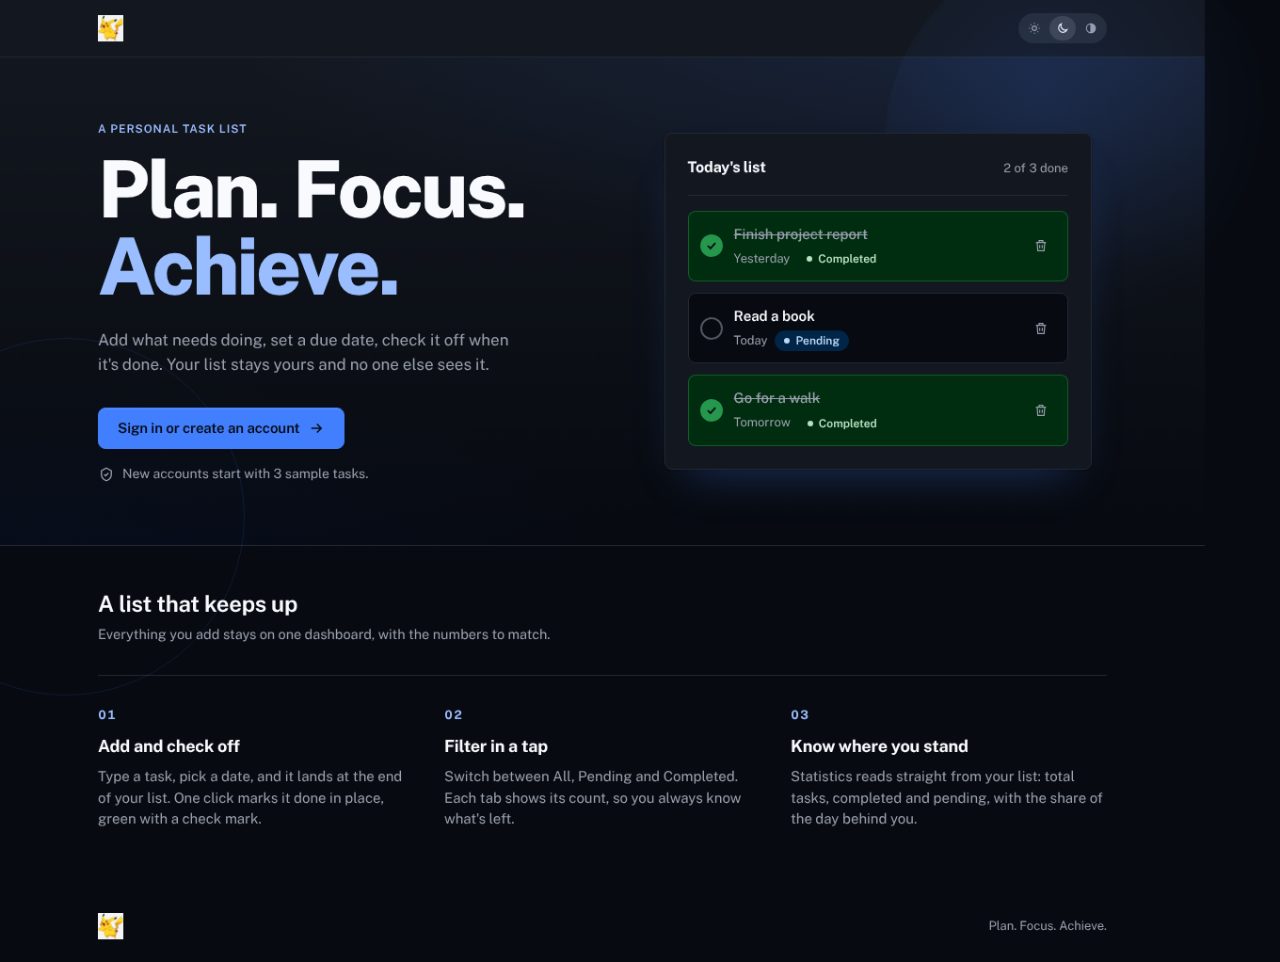 A PERSONAL TASK LIST
Plan. Focus.
Achieve.
Add what needs doing, set a due date, check it off when
it's done. Your list stays yours and no one else sees it.
Sign in or create an account
New accounts start with 3 sample tasks.
Today's list
2 of 3 done
Finish project report
Yesterday
Completed
Read a book
Today
Pending
Go for a walk
Tomorrow
Completed
A list that keeps up
Everything you add stays on one dashboard, with the numbers to match.
01
Add and check off
Type a task, pick a date, and it lands at the end
of your list. One click marks it done in place,
green with a check mark.
02
Filter in a tap
Switch between All, Pending and Completed.
Each tab shows its count, so you always know
what's left.
03
Know where you stand
Statistics reads straight from your list: total
tasks, completed and pending, with the share of
the day behind you.
Plan. Focus. Achieve.